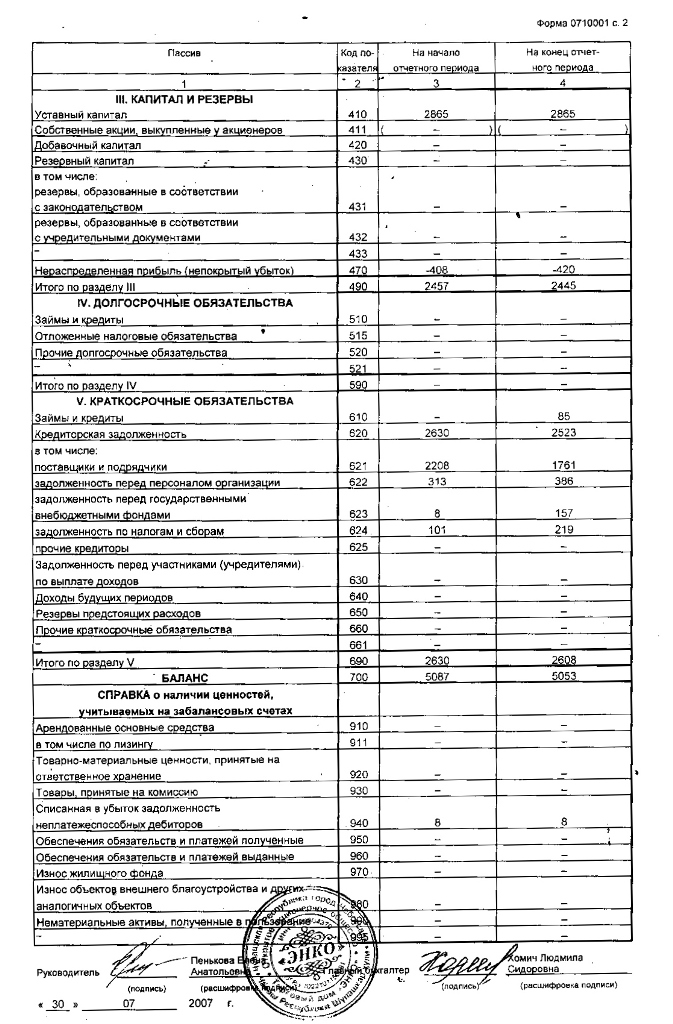 Форма 0710001 с. 2
Пассив Код по- На начало На конец отчет-
казателя отчетного периода ного периода
1 2 3 4
III. КАПИТАЛ И РЕЗЕРВЫ
Уставный капитал 410 2865 2865
Собственные акции, выкупленные у акционеров 411 ( – ) ( – )
Добавочный капитал 420 – –
Резервный капитал 430 – –
в том числе:
резервы, образованные в соответствии
с законодательством 431 – –
резервы, образованные в соответствии
с учредительными документами 432 – –
– 433 – –
Нераспределенная прибыль (непокрытый убыток) 470 -408 -420
Итого по разделу III 490 2457 2445
IV. ДОЛГОСРОЧНЫЕ ОБЯЗАТЕЛЬСТВА
Займы и кредиты 510 – –
Отложенные налоговые обязательства 515 – –
Прочие долгосрочные обязательства 520 – –
– 521 – –
Итого по разделу IV 590 – –
V. КРАТКОСРОЧНЫЕ ОБЯЗАТЕЛЬСТВА
Займы и кредиты 610 – 85
Кредиторская задолженность 620 2630 2523
в том числе:
поставщики и подрядчики 621 2208 1761
задолженность перед персоналом организации 622 313 386
задолженность перед государственными
внебюджетными фондами 623 8 157
задолженность по налогам и сборам 624 101 219
прочие кредиторы 625 – –
Задолженность перед участниками (учредителями)
по выплате доходов 630 – –
Доходы будущих периодов 640 – –
Резервы предстоящих расходов 650 – –
Прочие краткосрочные обязательства 660 – –
– 661 – –
Итого по разделу V 690 2630 2608
БАЛАНС 700 5087 5053
СПРАВКА о наличии ценностей,
учитываемых на забалансовых счетах
Арендованные основные средства 910 – –
в том числе по лизингу 911 – –
Товарно-материальные ценности, принятые на
ответственное хранение 920 – –
Товары, принятые на комиссию 930 – –
Списанная в убыток задолженность
неплатежеспособных дебиторов 940 8 8
Обеспечения обязательств и платежей полученные 950 – –
Обеспечения обязательств и платежей выданные 960 – –
Износ жилищного фонда 970 – –
Износ объектов внешнего благоустройства и других
аналогичных объектов 980 – –
Нематериальные активы, полученные в пользование 990 – –
– – –
"ЭНКО"
Пенькова Елена Хомич Людмила
Руководитель Анатольевна Главный бухгалтер Сидоровна
(подпись) (расшифровка подписи) (подпись) (расшифровка подписи)
« 30 » 07 2007 г.